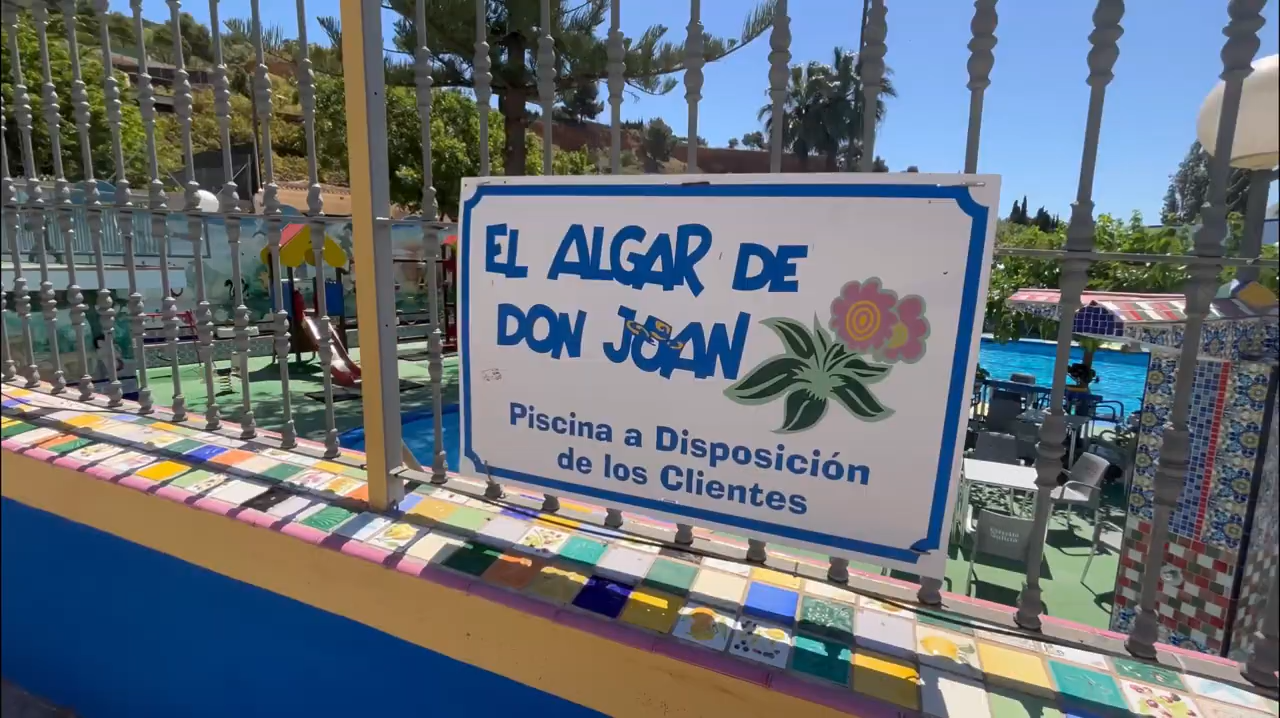 EL ALGAR DE
DON JUAN
Piscina a Disposición
de los Clientes